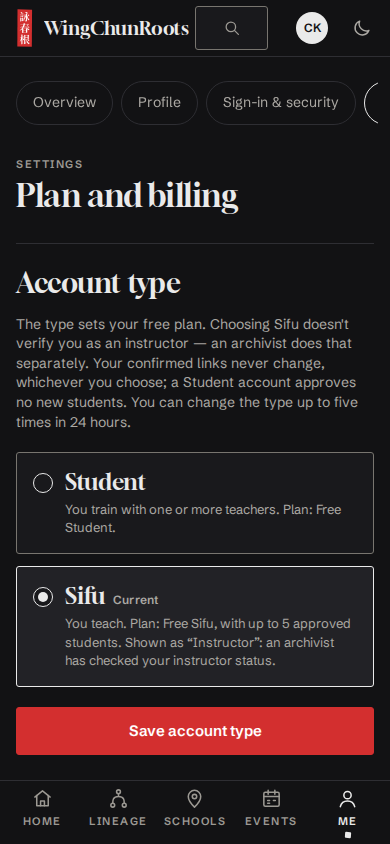 詠春根
WingChunRoots
CK
Overview
Profile
Sign-in & security
SETTINGS
Plan and billing
Account type
The type sets your free plan. Choosing Sifu doesn't
verify you as an instructor — an archivist does that
separately. Your confirmed links never change,
whichever you choose; a Student account approves
no new students. You can change the type up to five
times in 24 hours.
Student
You train with one or more teachers. Plan: Free
Student.
Sifu Current
You teach. Plan: Free Sifu, with up to 5 approved
students. Shown as “Instructor”: an archivist
has checked your instructor status.
Save account type
HOME
LINEAGE
SCHOOLS
EVENTS
ME